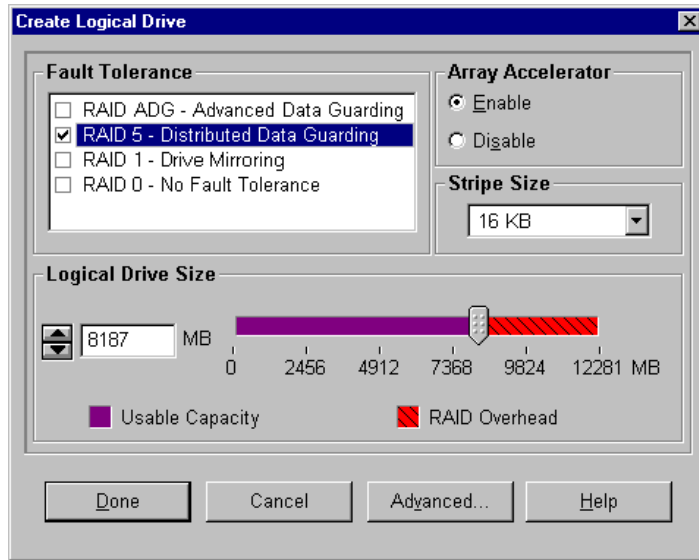 Create Logical Drive
Fault Tolerance
RAID ADG - Advanced Data Guarding
RAID 5 - Distributed Data Guarding
RAID 1 - Drive Mirroring
RAID 0 - No Fault Tolerance
Array Accelerator
Enable
Disable
Stripe Size
16 KB
Logical Drive Size
8187 MB
0 2456 4912 7368 9824 12281 MB
Usable Capacity RAID Overhead
Done Cancel Advanced... Help